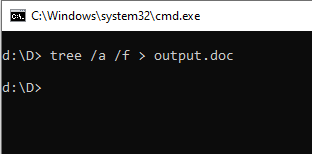 C:\Windows\system32\cmd.exe
d:\D> tree /a /f > output.doc
d:\D>